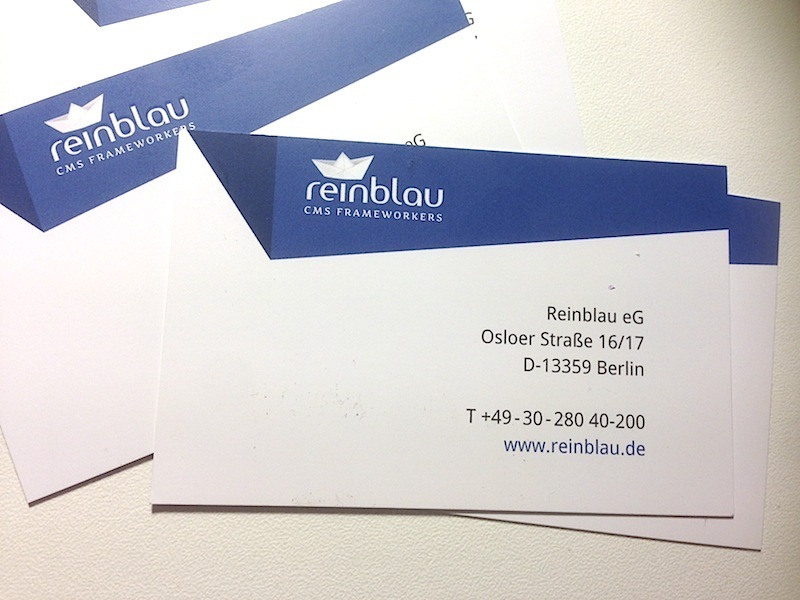 reinblau
CMS FRAMEWORKERS
eG
reinblau
CMS FRAMEWORKERS
Reinblau eG
Osloer Straße 16/17
D-13359 Berlin
T +49-30-280 40-200
www.reinblau.de